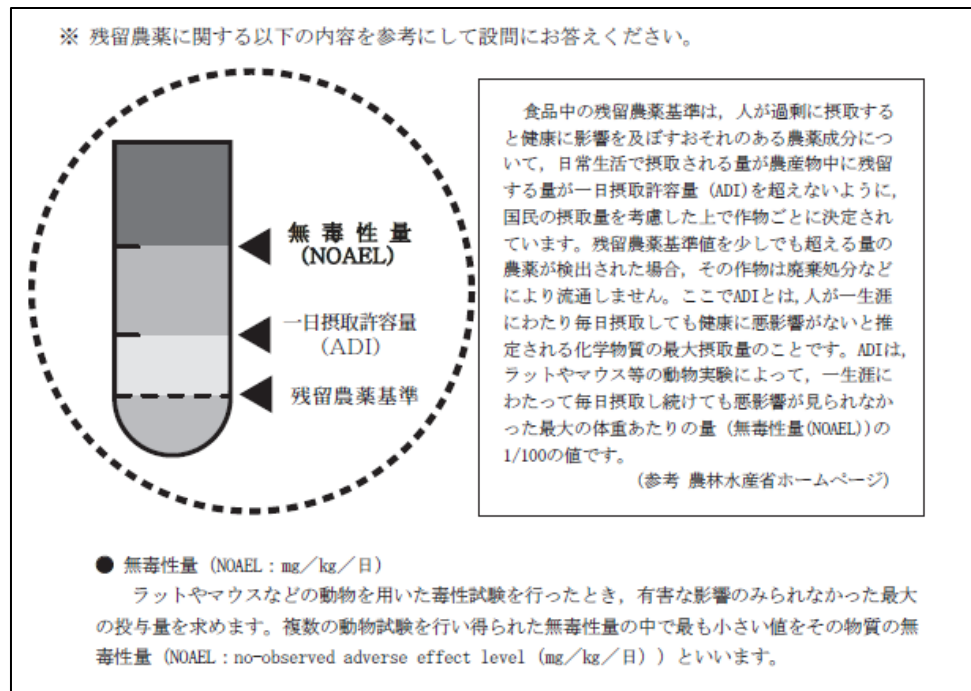 ※ 残留農薬に関する以下の内容を参考にして設問にお答えください。
無毒性量
(NOAEL)
一日摂取許容量
(ADI)
残留農薬基準
食品中の残留農薬基準は，人が過剰に摂取する
と健康に影響を及ぼすおそれのある農薬成分につ
いて，日常生活で摂取される量が農産物中に残留
する量が一日摂取許容量 (ADI)を超えないように，
国民の摂取量を考慮した上で作物ごとに決定され
ています。残留農薬基準値を少しでも超える量の
農薬が検出された場合，その作物は廃棄処分など
により流通しません。ここでADIとは，人が一生涯
にわたり毎日摂取しても健康に悪影響がないと推
定される化学物質の最大摂取量のことです。ADIは，
ラットやマウス等の動物実験によって，一生涯に
わたって毎日摂取し続けても悪影響が見られなか
った最大の体重あたりの量 (無毒性量(NOAEL))の
1/100の値です。
(参考 農林水産省ホームページ)
● 無毒性量 (NOAEL：mg／kg／日)
ラットやマウスなどの動物を用いた毒性試験を行ったとき，有害な影響のみられなかった最大
の投与量を求めます。複数の動物試験を行い得られた無毒性量の中で最も小さい値をその物質の無
毒性量 (NOAEL：no-observed adverse effect level (mg／kg／日) ) といいます。